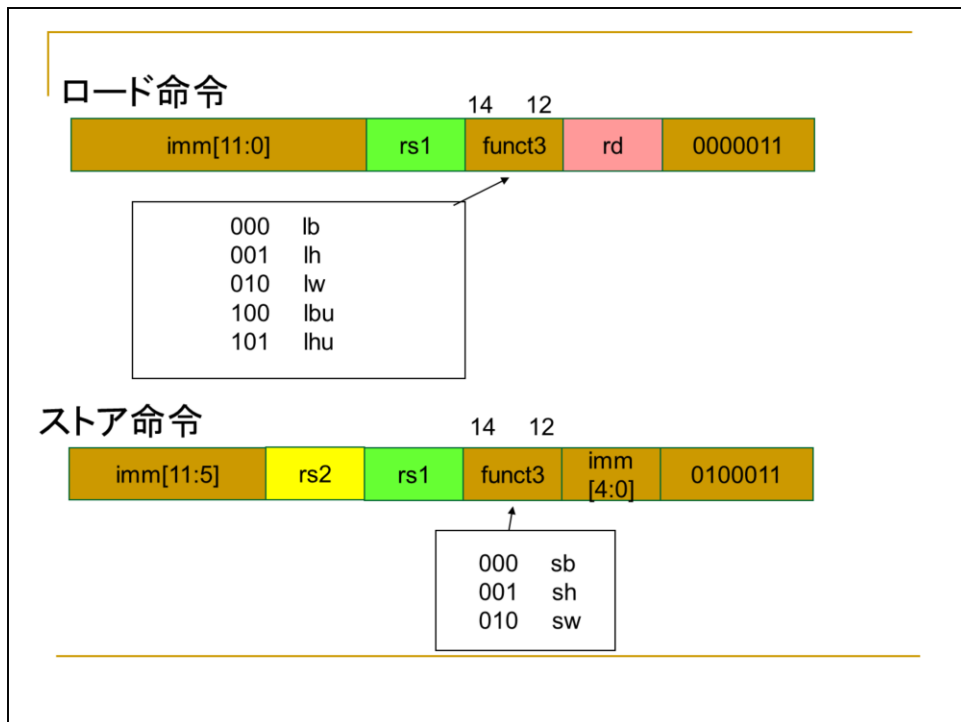 ロード命令
14 12
imm[11:0] rs1 funct3 rd 0000011
000 lb
001 lh
010 lw
100 lbu
101 lhu
ストア命令
14 12
imm[11:5] rs2 rs1 funct3 imm [4:0] 0100011
000 sb
001 sh
010 sw